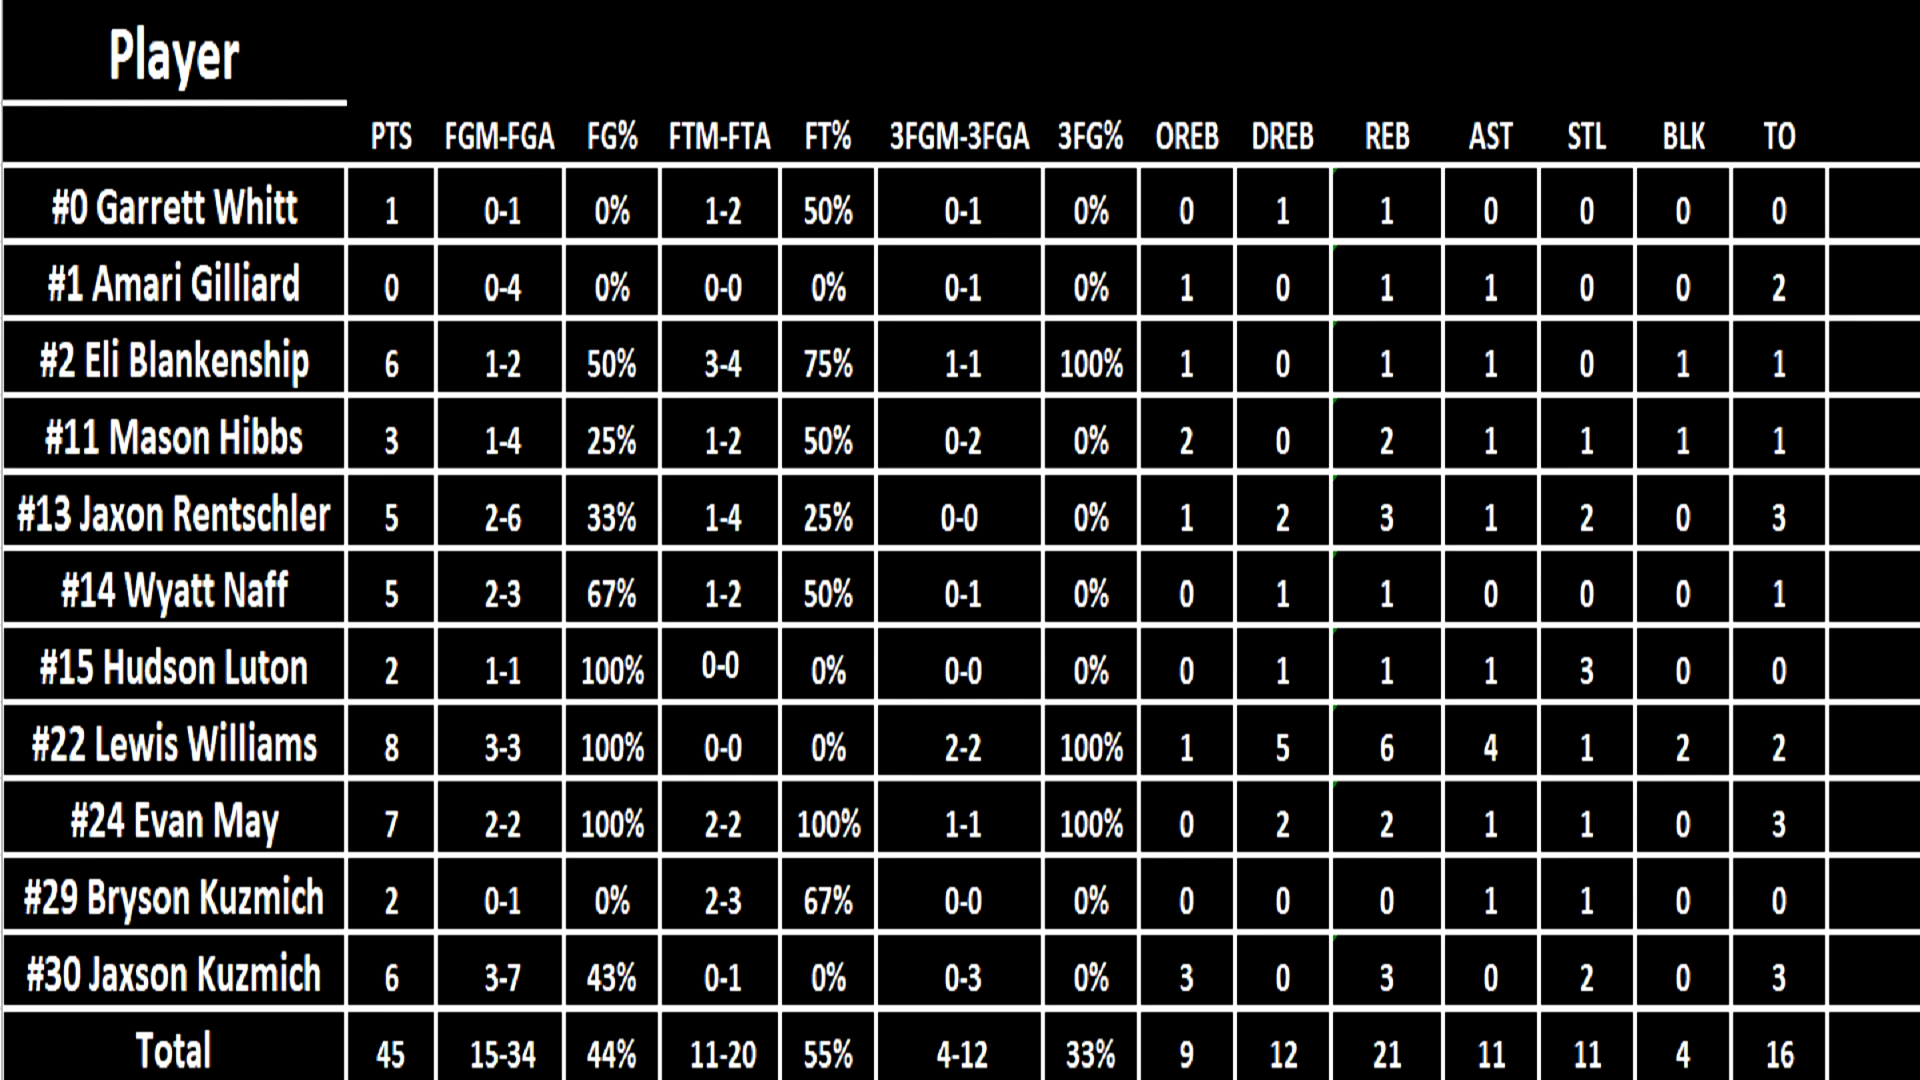 Player
PTS FGM-FGA FG% FTM-FTA FT% 3FGM-3FGA 3FG% OREB DREB REB AST STL BLK TO
#0 Garrett Whitt 1 0-1 0% 1-2 50% 0-1 0% 0 1 1 0 0 0 0
#1 Amari Gilliard 0 0-4 0% 0-0 0% 0-1 0% 1 0 1 1 0 0 2
#2 Eli Blankenship 6 1-2 50% 3-4 75% 1-1 100% 1 0 1 1 0 1 1
#11 Mason Hibbs 3 1-4 25% 1-2 50% 0-2 0% 2 0 2 1 1 1 1
#13 Jaxon Rentschler 5 2-6 33% 1-4 25% 0-0 0% 1 2 3 1 2 0 3
#14 Wyatt Naff 5 2-3 67% 1-2 50% 0-1 0% 0 1 1 0 0 0 1
#15 Hudson Luton 2 1-1 100% 0-0 0% 0-0 0% 0 1 1 1 3 0 0
#22 Lewis Williams 8 3-3 100% 0-0 0% 2-2 100% 1 5 6 4 1 2 2
#24 Evan May 7 2-2 100% 2-2 100% 1-1 100% 0 2 2 1 1 0 3
#29 Bryson Kuzmich 2 0-1 0% 2-3 67% 0-0 0% 0 0 0 1 1 0 0
#30 Jaxson Kuzmich 6 3-7 43% 0-1 0% 0-3 0% 3 0 3 0 2 0 3
Total 45 15-34 44% 11-20 55% 4-12 33% 9 12 21 11 11 4 16